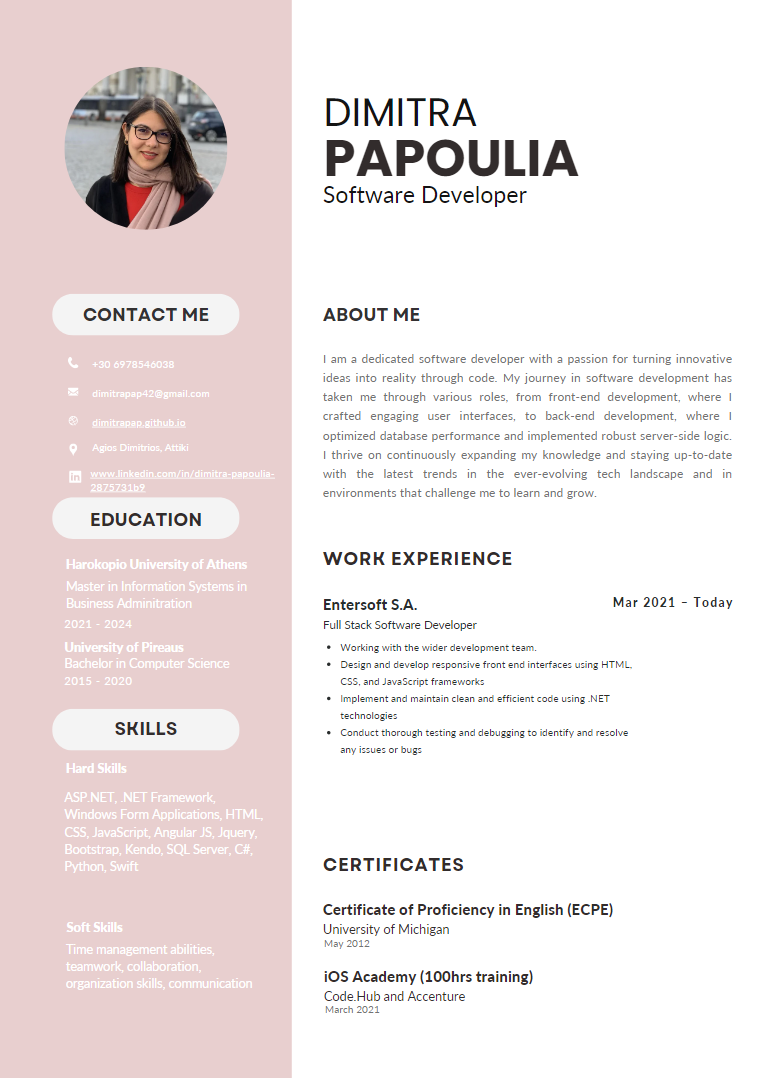 DIMITRA
PAPOULIA
Software Developer
CONTACT ME
+30 6978546038
dimitrapap42@gmail.com
dimitrapap.github.io
Agios Dimitrios, Attiki
www.linkedin.com/in/dimitra-papoulia-
2875731b9
EDUCATION
Harokopio University of Athens
Master in Information Systems in
Business Adminitration
2021 - 2024
University of Pireaus
Bachelor in Computer Science
2015 - 2020
SKILLS
Hard Skills
ASP.NET, .NET Framework,
Windows Form Applications, HTML,
CSS, JavaScript, Angular JS, Jquery,
Bootstrap, Kendo, SQL Server, C#,
Python, Swift
Soft Skills
Time management abilities,
teamwork, collaboration,
organization skills, communication
ABOUT ME
I am a dedicated software developer with a passion for turning innovative
ideas into reality through code. My journey in software development has
taken me through various roles, from front-end development, where I
crafted engaging user interfaces, to back-end development, where I
optimized database performance and implemented robust server-side logic.
I thrive on continuously expanding my knowledge and staying up-to-date
with the latest trends in the ever-evolving tech landscape and in
environments that challenge me to learn and grow.
WORK EXPERIENCE
Entersoft S.A.
Mar 2021 – Today
Full Stack Software Developer
• Working with the wider development team.
• Design and develop responsive front end interfaces using HTML,
CSS, and JavaScript frameworks
• Implement and maintain clean and efficient code using .NET
technologies
• Conduct thorough testing and debugging to identify and resolve
any issues or bugs
CERTIFICATES
Certificate of Proficiency in English (ECPE)
University of Michigan
May 2012
iOS Academy (100hrs training)
Code.Hub and Accenture
March 2021